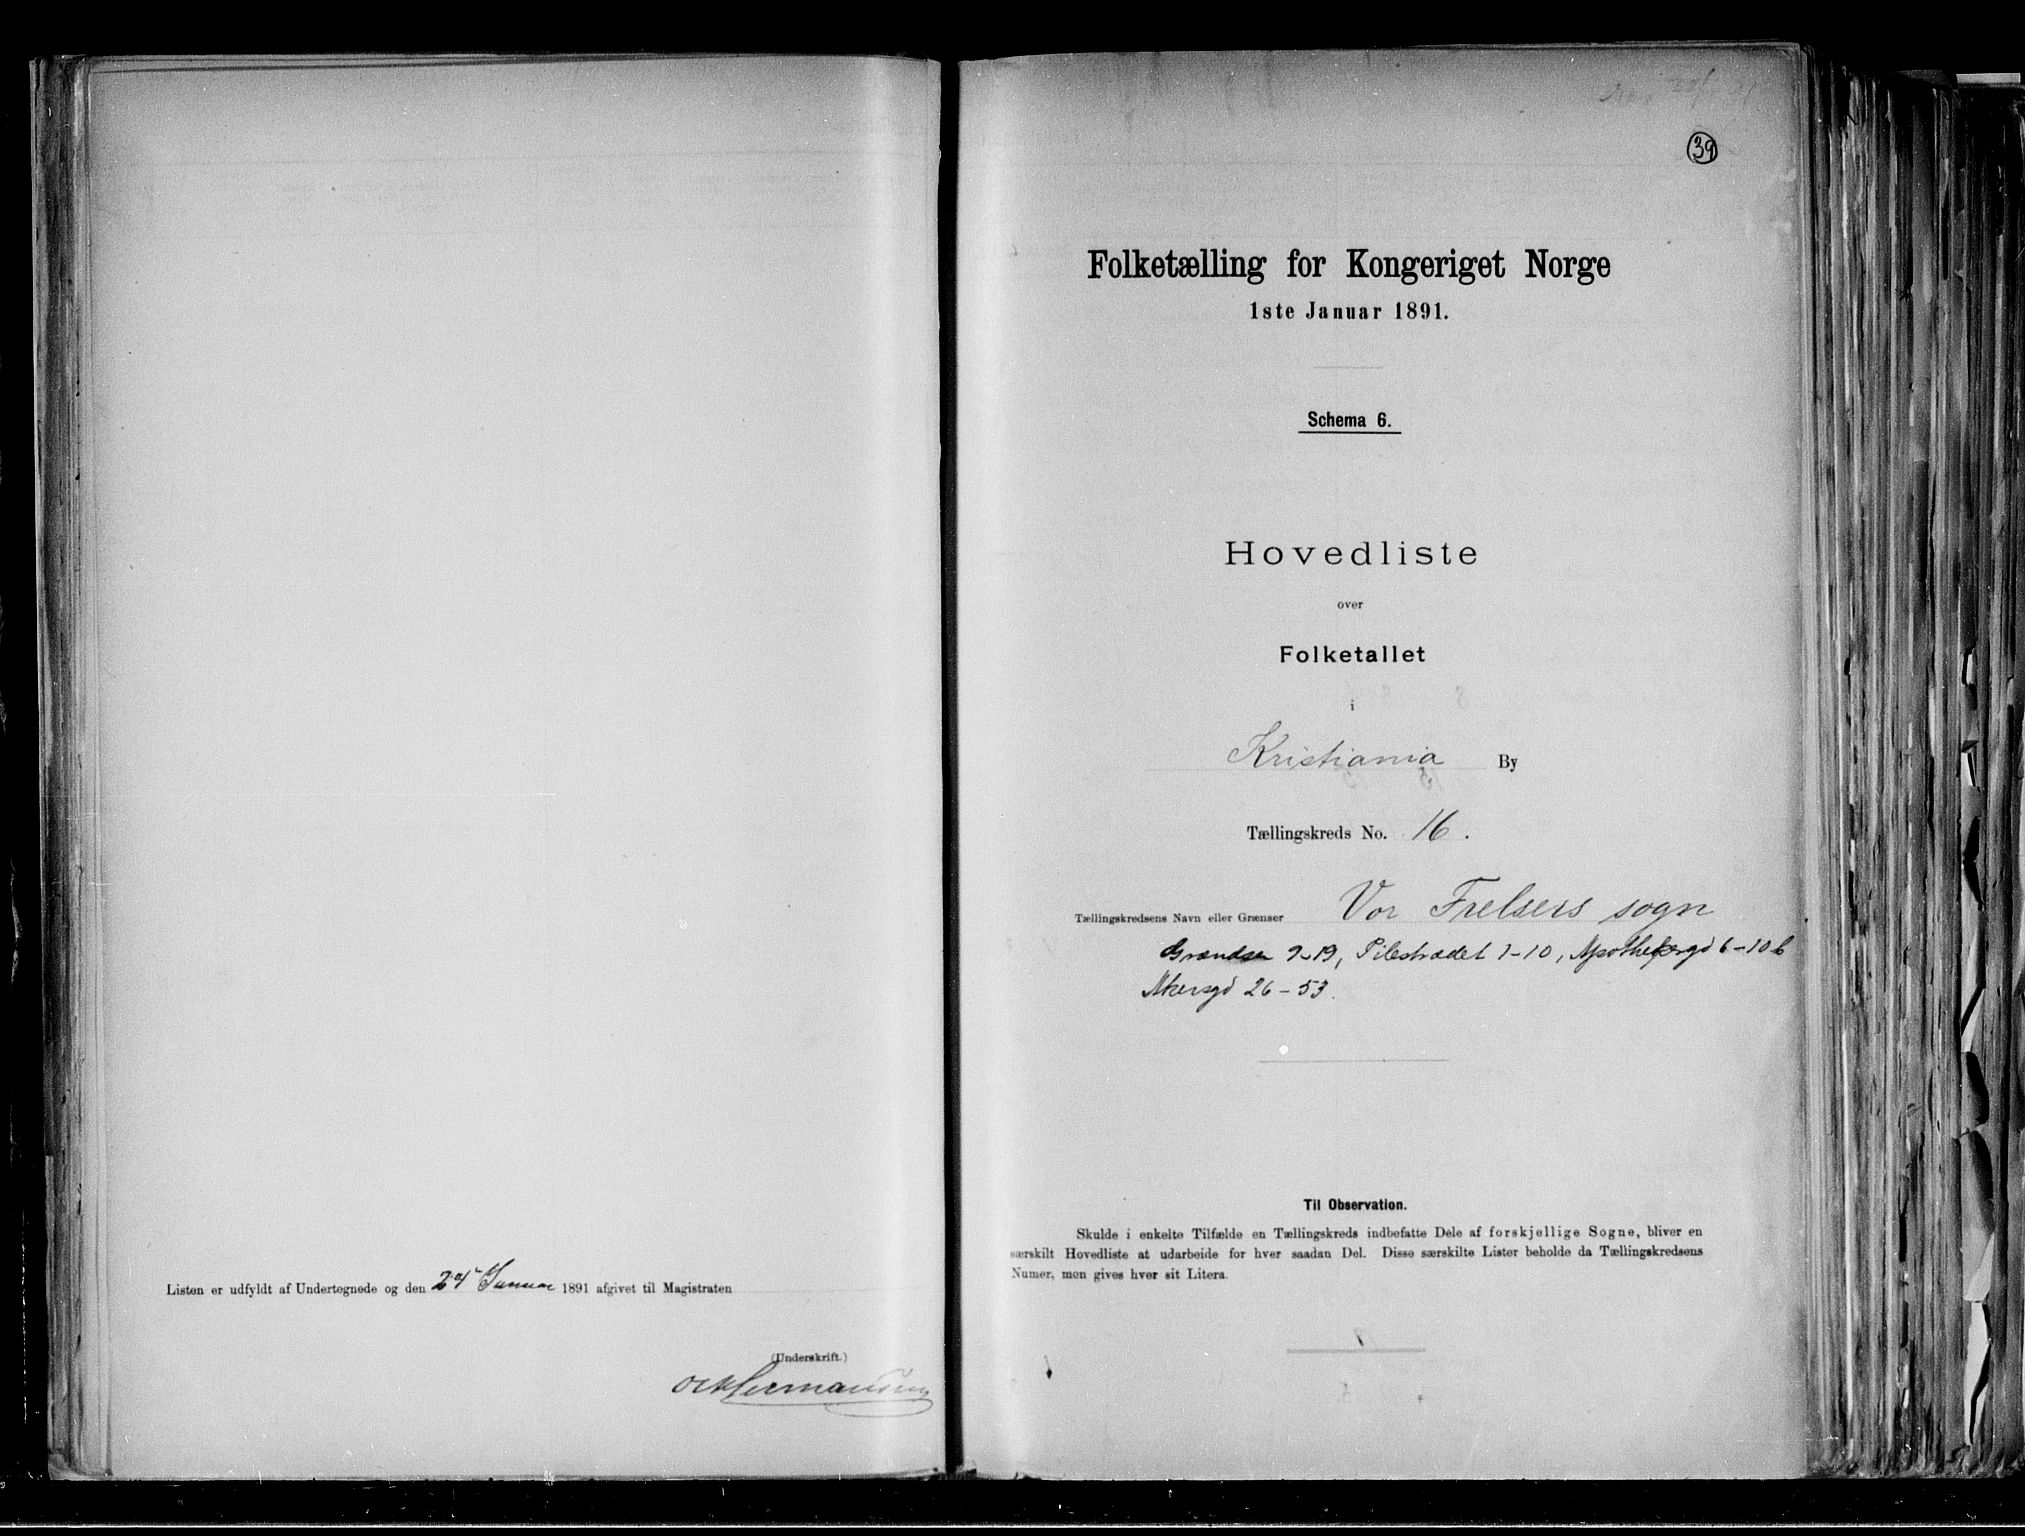 Listen er udfyldt af Undertegnede og den 24de Januar 1891 afgivet til Magistraten
(Underskrift.)
39
Folketælling for Kongeriget Norge
1ste Januar 1891.
Schema 6.
Hovedliste
over
Folketallet
i
Kristiania By
Tællingskreds No. 16.
Tællingskredsens Navn eller Grænser Vor Frelsers sogn
Grændsen 9-19, Pilestrædet 1-10, Apothekergd 6-10 b
Akersgd 26-53.
Til Observation.
Skulde i enkelte Tilfælde en Tællingskreds indbefatte Dele af forskjellige Sogne, bliver en
særskilt Hovedliste at udarbeide for hver saadan Del. Disse særskilte Lister beholde da Tællingskredsens
Numer, men gives hver sit Litera.